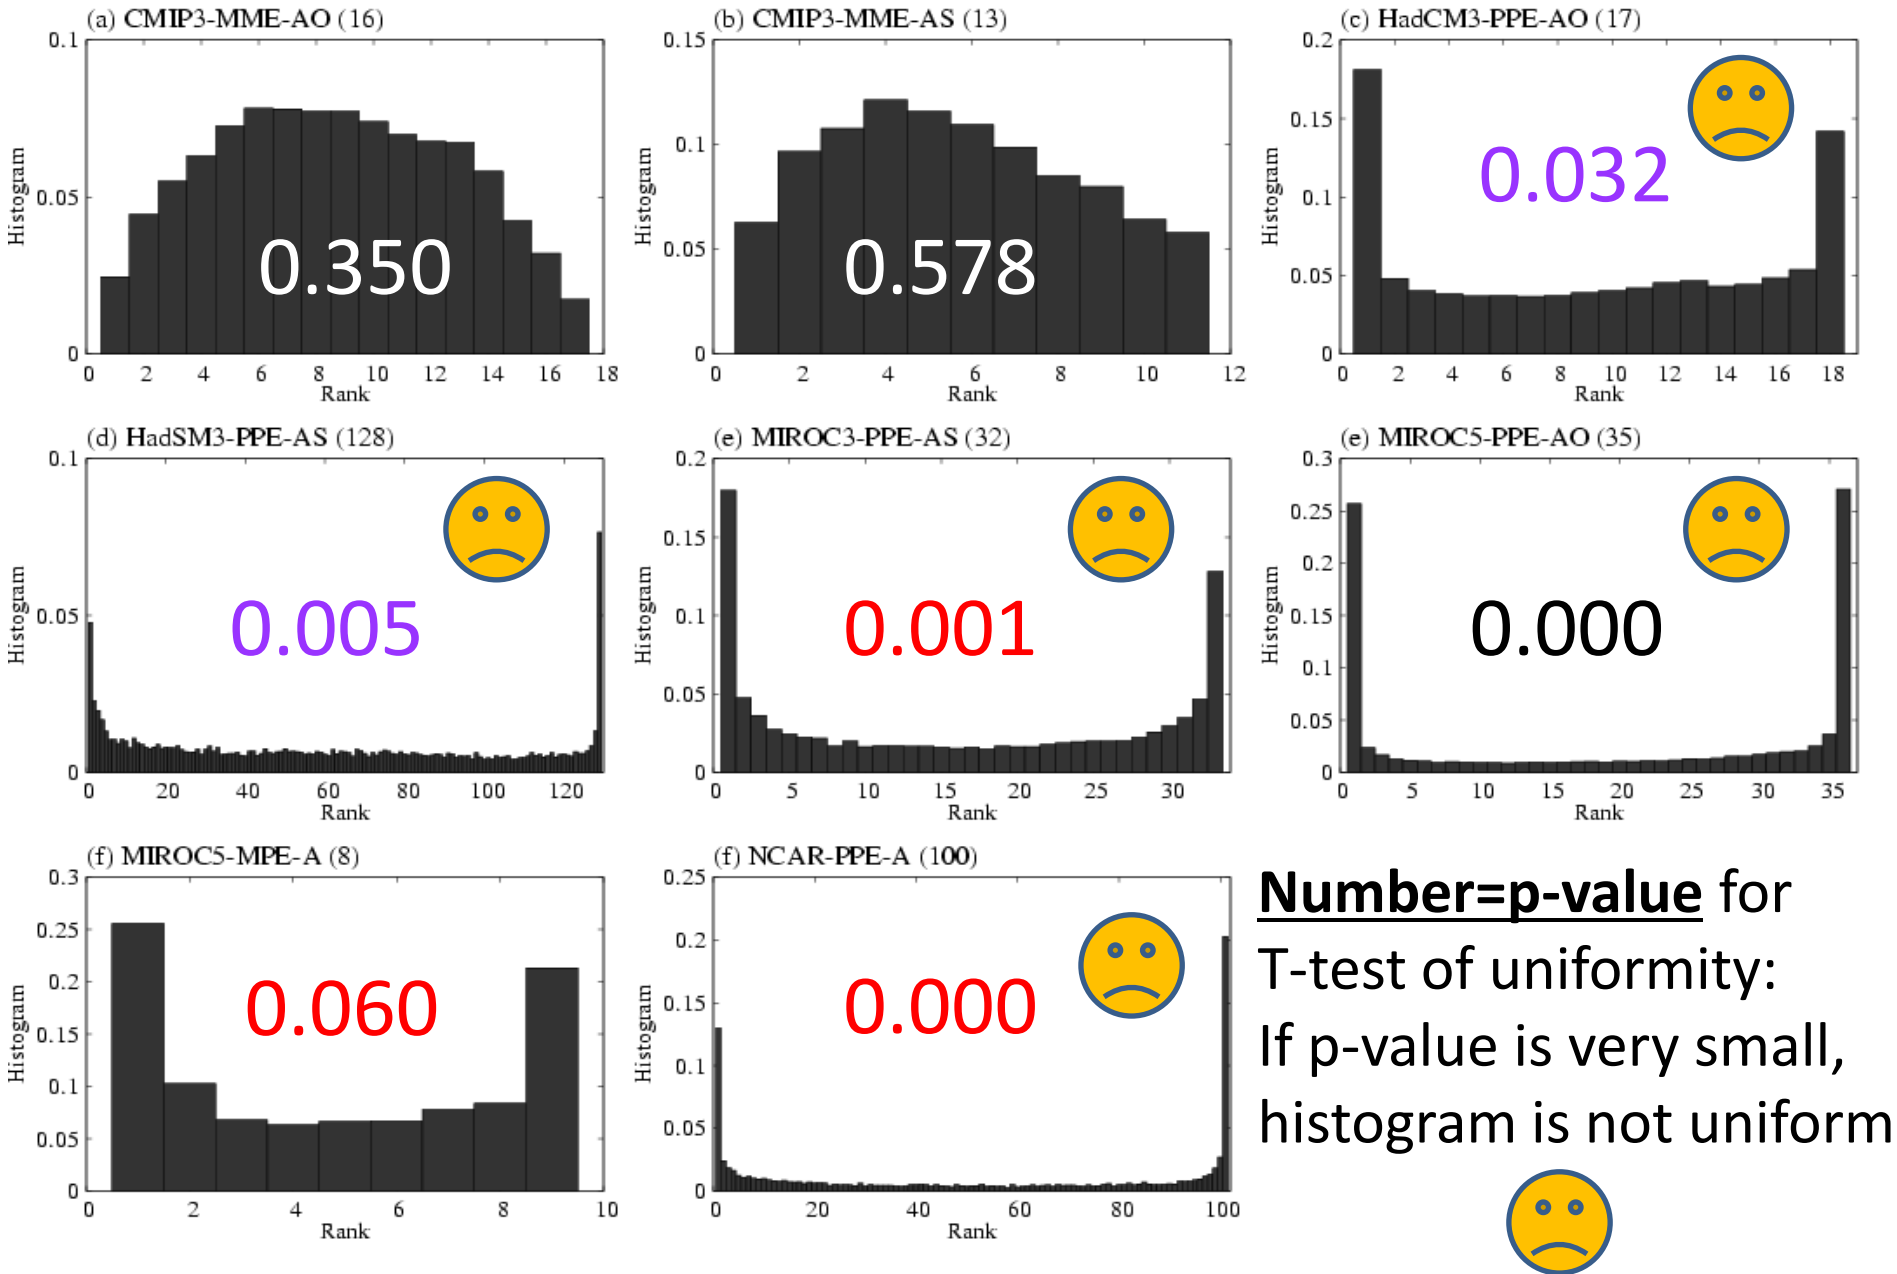 (a) CMIP3-MME-AO (16)
0.1
0.05
0
Histogram
0.350
0 2 4 6 8 10 12 14 16 18
Rank
(b) CMIP3-MME-AS (13)
0.15
0.1
0.05
0
Histogram
0.578
0 2 4 6 8 10 12
Rank
(c) HadCM3-PPE-AO (17)
0.2
0.15
0.1
0.05
0
Histogram
0.032
0 2 4 6 8 10 12 14 16 18
Rank
(d) HadSM3-PPE-AS (128)
0.1
0.05
0
Histogram
0.005
0 20 40 60 80 100 120
Rank
(e) MIROC3-PPE-AS (32)
0.2
0.15
0.1
0.05
0
Histogram
0.001
0 5 10 15 20 25 30
Rank
(e) MIROC5-PPE-AO (35)
0.3
0.25
0.2
0.15
0.1
0.05
0
Histogram
0.000
0 5 10 15 20 25 30 35
Rank
(f) MIROC5-MPE-A (8)
0.3
0.25
0.2
0.15
0.1
0.05
0
Histogram
0.060
0 2 4 6 8 10
Rank
(f) NCAR-PPE-A (100)
0.25
0.2
0.15
0.1
0.05
0
Histogram
0.000
0 20 40 60 80 100
Rank
Number=p-value for
T-test of uniformity:
If p-value is very small,
histogram is not uniform